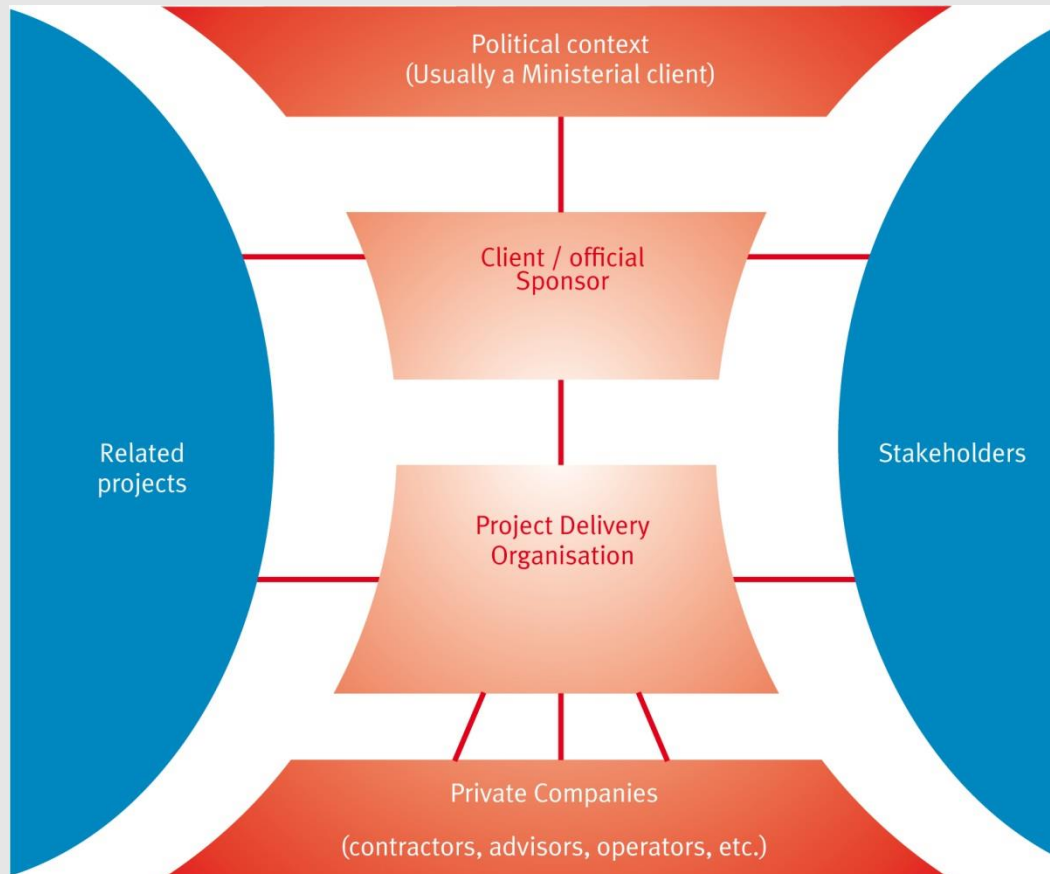 Political context
(Usually a Ministerial client)
Client / official
Sponsor
Related
projects
Stakeholders
Project Delivery
Organisation
Private Companies
(contractors, advisors, operators, etc.)